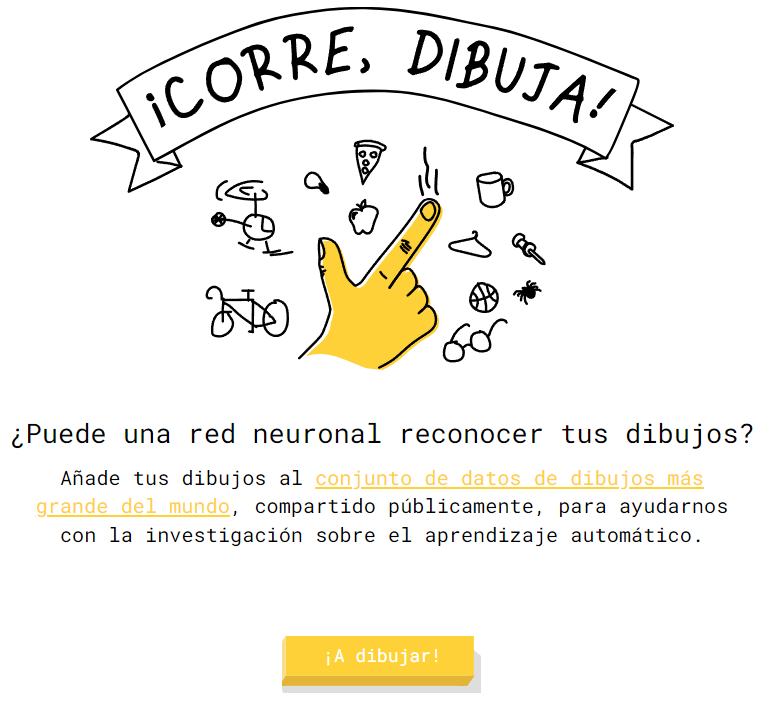 ¡CORRE, DIBUJA!
¿Puede una red neuronal reconocer tus dibujos?
Añade tus dibujos al conjunto de datos de dibujos más
grande del mundo, compartido públicamente, para ayudarnos
con la investigación sobre el aprendizaje automático.
¡A dibujar!